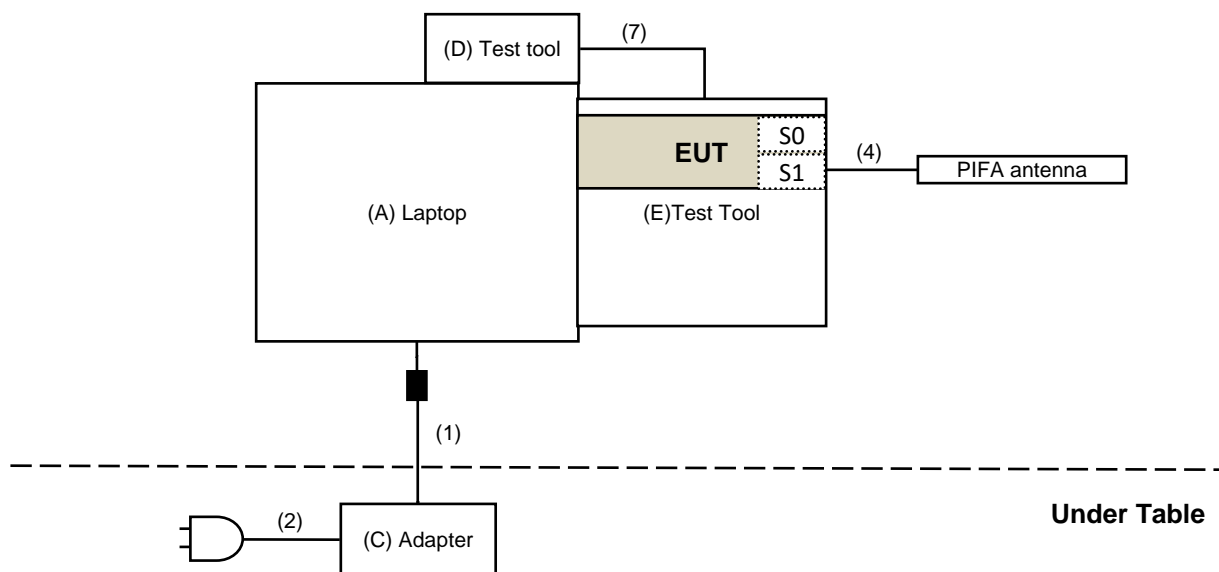 (D) Test tool
(7)
EUT
S0
S1
(4)
PIFA antenna
(A) Laptop
(E)Test Tool
(1)
Under Table
(2)
(C) Adapter